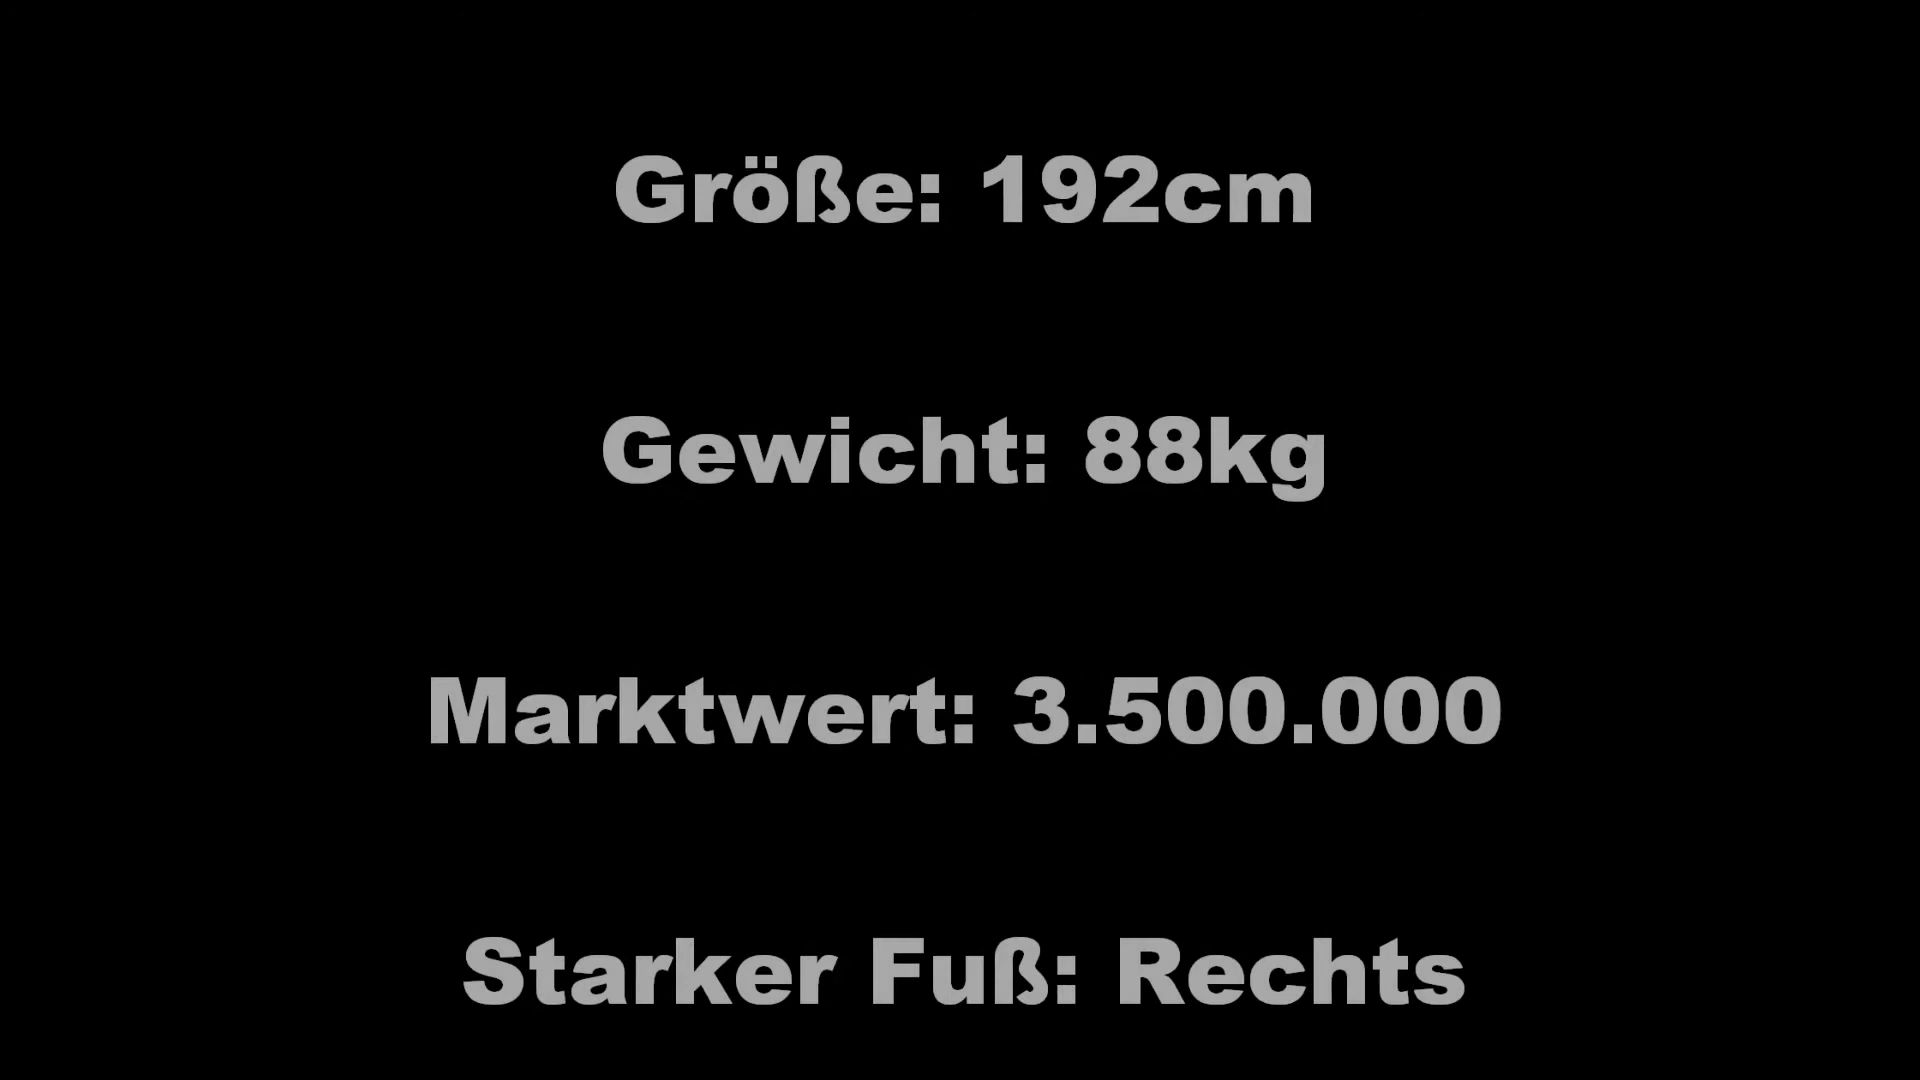 Größe: 192cm
Gewicht: 88kg
Marktwert: 3.500.000
Starker Fuß: Rechts